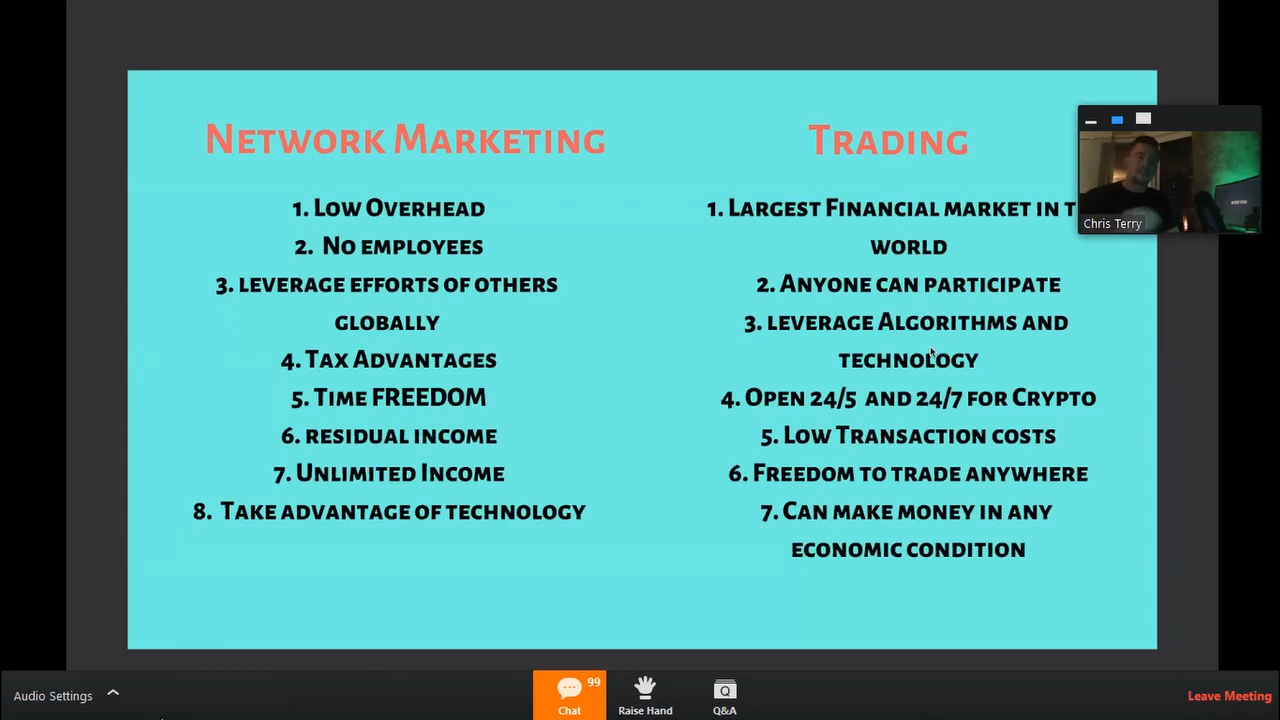 Network Marketing
1. Low Overhead
2. No employees
3. leverage efforts of others
globally
4. Tax Advantages
5. Time FREEDOM
6. residual income
7. Unlimited Income
8. Take advantage of technology
Trading
1. Largest Financial market in
world
2. Anyone can participate
3. leverage Algorithms and
technology
4. Open 24/5 and 24/7 for Crypto
5. Low Transaction costs
6. Freedom to trade anywhere
7. Can make money in any
economic condition
Chris Terry
Audio Settings
99
Chat
Raise Hand
Q
Q&A
Leave Meeting